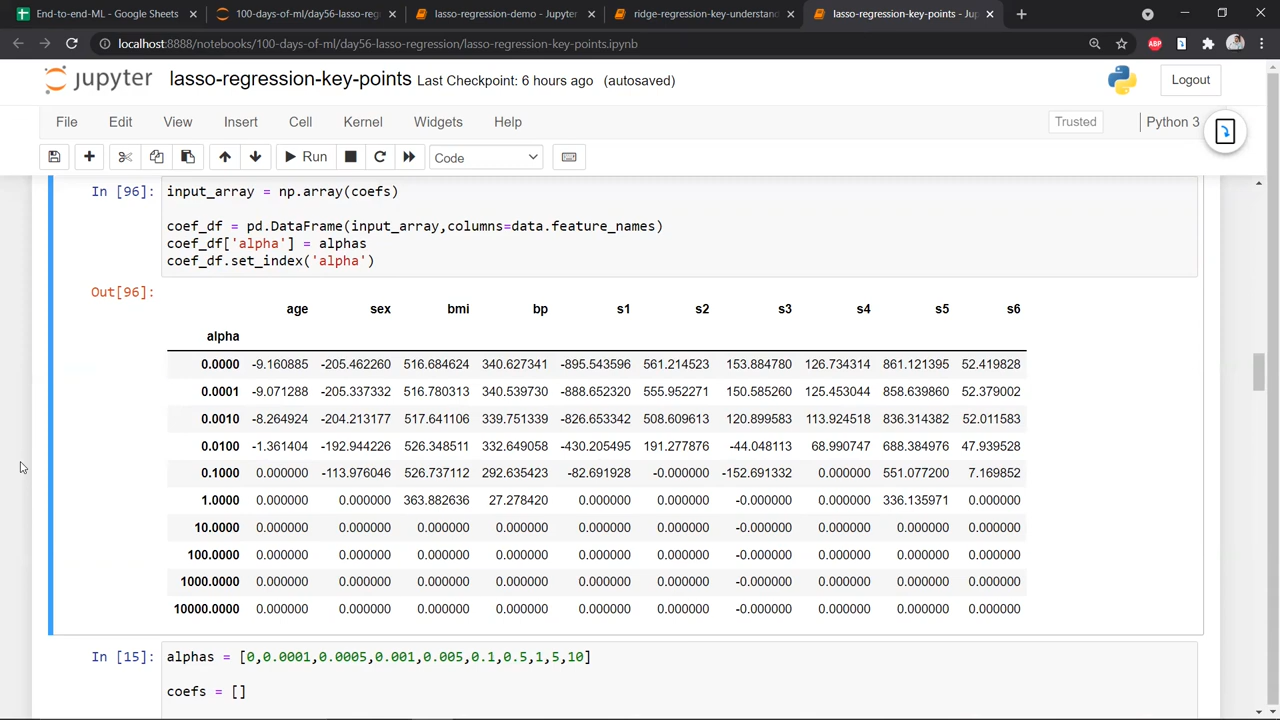 End-to-end-ML - Google Sheets
100-days-of-ml/day56-lasso-regr
lasso-regression-demo - Jupyter
ridge-regression-key-understan
lasso-regression-key-points - Jup
localhost:8888/notebooks/100-days-of-ml/day56-lasso-regression/lasso-regression-key-points.ipynb
ABP
jupyter lasso-regression-key-points Last Checkpoint: 6 hours ago (autosaved)
Logout
File Edit View Insert Cell Kernel Widgets Help
Trusted Python 3
Run Code
In [96]: input_array = np.array(coefs)
coef_df = pd.DataFrame(input_array,columns=data.feature_names)
coef_df['alpha'] = alphas
coef_df.set_index('alpha')
Out[96]:
age sex bmi bp s1 s2 s3 s4 s5 s6
alpha
0.0000 -9.160885 -205.462260 516.684624 340.627341 -895.543596 561.214523 153.884780 126.734314 861.121395 52.419828
0.0001 -9.071288 -205.337332 516.780313 340.539730 -888.652320 555.952271 150.585260 125.453044 858.639860 52.379002
0.0010 -8.264924 -204.213177 517.641106 339.751339 -826.653342 508.609613 120.899583 113.924518 836.314382 52.011583
0.0100 -1.361404 -192.944226 526.348511 332.649058 -430.205495 191.277876 -44.048113 68.990747 688.384976 47.939528
0.1000 0.000000 -113.976046 526.737112 292.635423 -82.691928 -0.000000 -152.691332 0.000000 551.077200 7.169852
1.0000 0.000000 0.000000 363.882636 27.278420 0.000000 0.000000 -0.000000 0.000000 336.135971 0.000000
10.0000 0.000000 0.000000 0.000000 0.000000 0.000000 0.000000 -0.000000 0.000000 0.000000 0.000000
100.0000 0.000000 0.000000 0.000000 0.000000 0.000000 0.000000 -0.000000 0.000000 0.000000 0.000000
1000.0000 0.000000 0.000000 0.000000 0.000000 0.000000 0.000000 -0.000000 0.000000 0.000000 0.000000
10000.0000 0.000000 0.000000 0.000000 0.000000 0.000000 0.000000 -0.000000 0.000000 0.000000 0.000000
In [15]: alphas = [0,0.0001,0.0005,0.001,0.005,0.1,0.5,1,5,10]
coefs = []